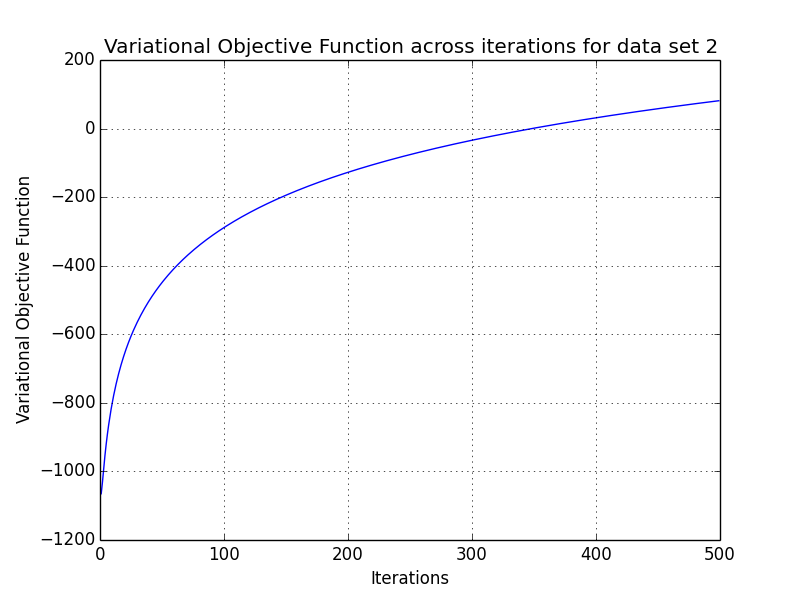 Variational Objective Function across iterations for data set 2
200
0
−200
−400
−600
−800
−1000
−1200
0 100 200 300 400 500
Iterations
Variational Objective Function